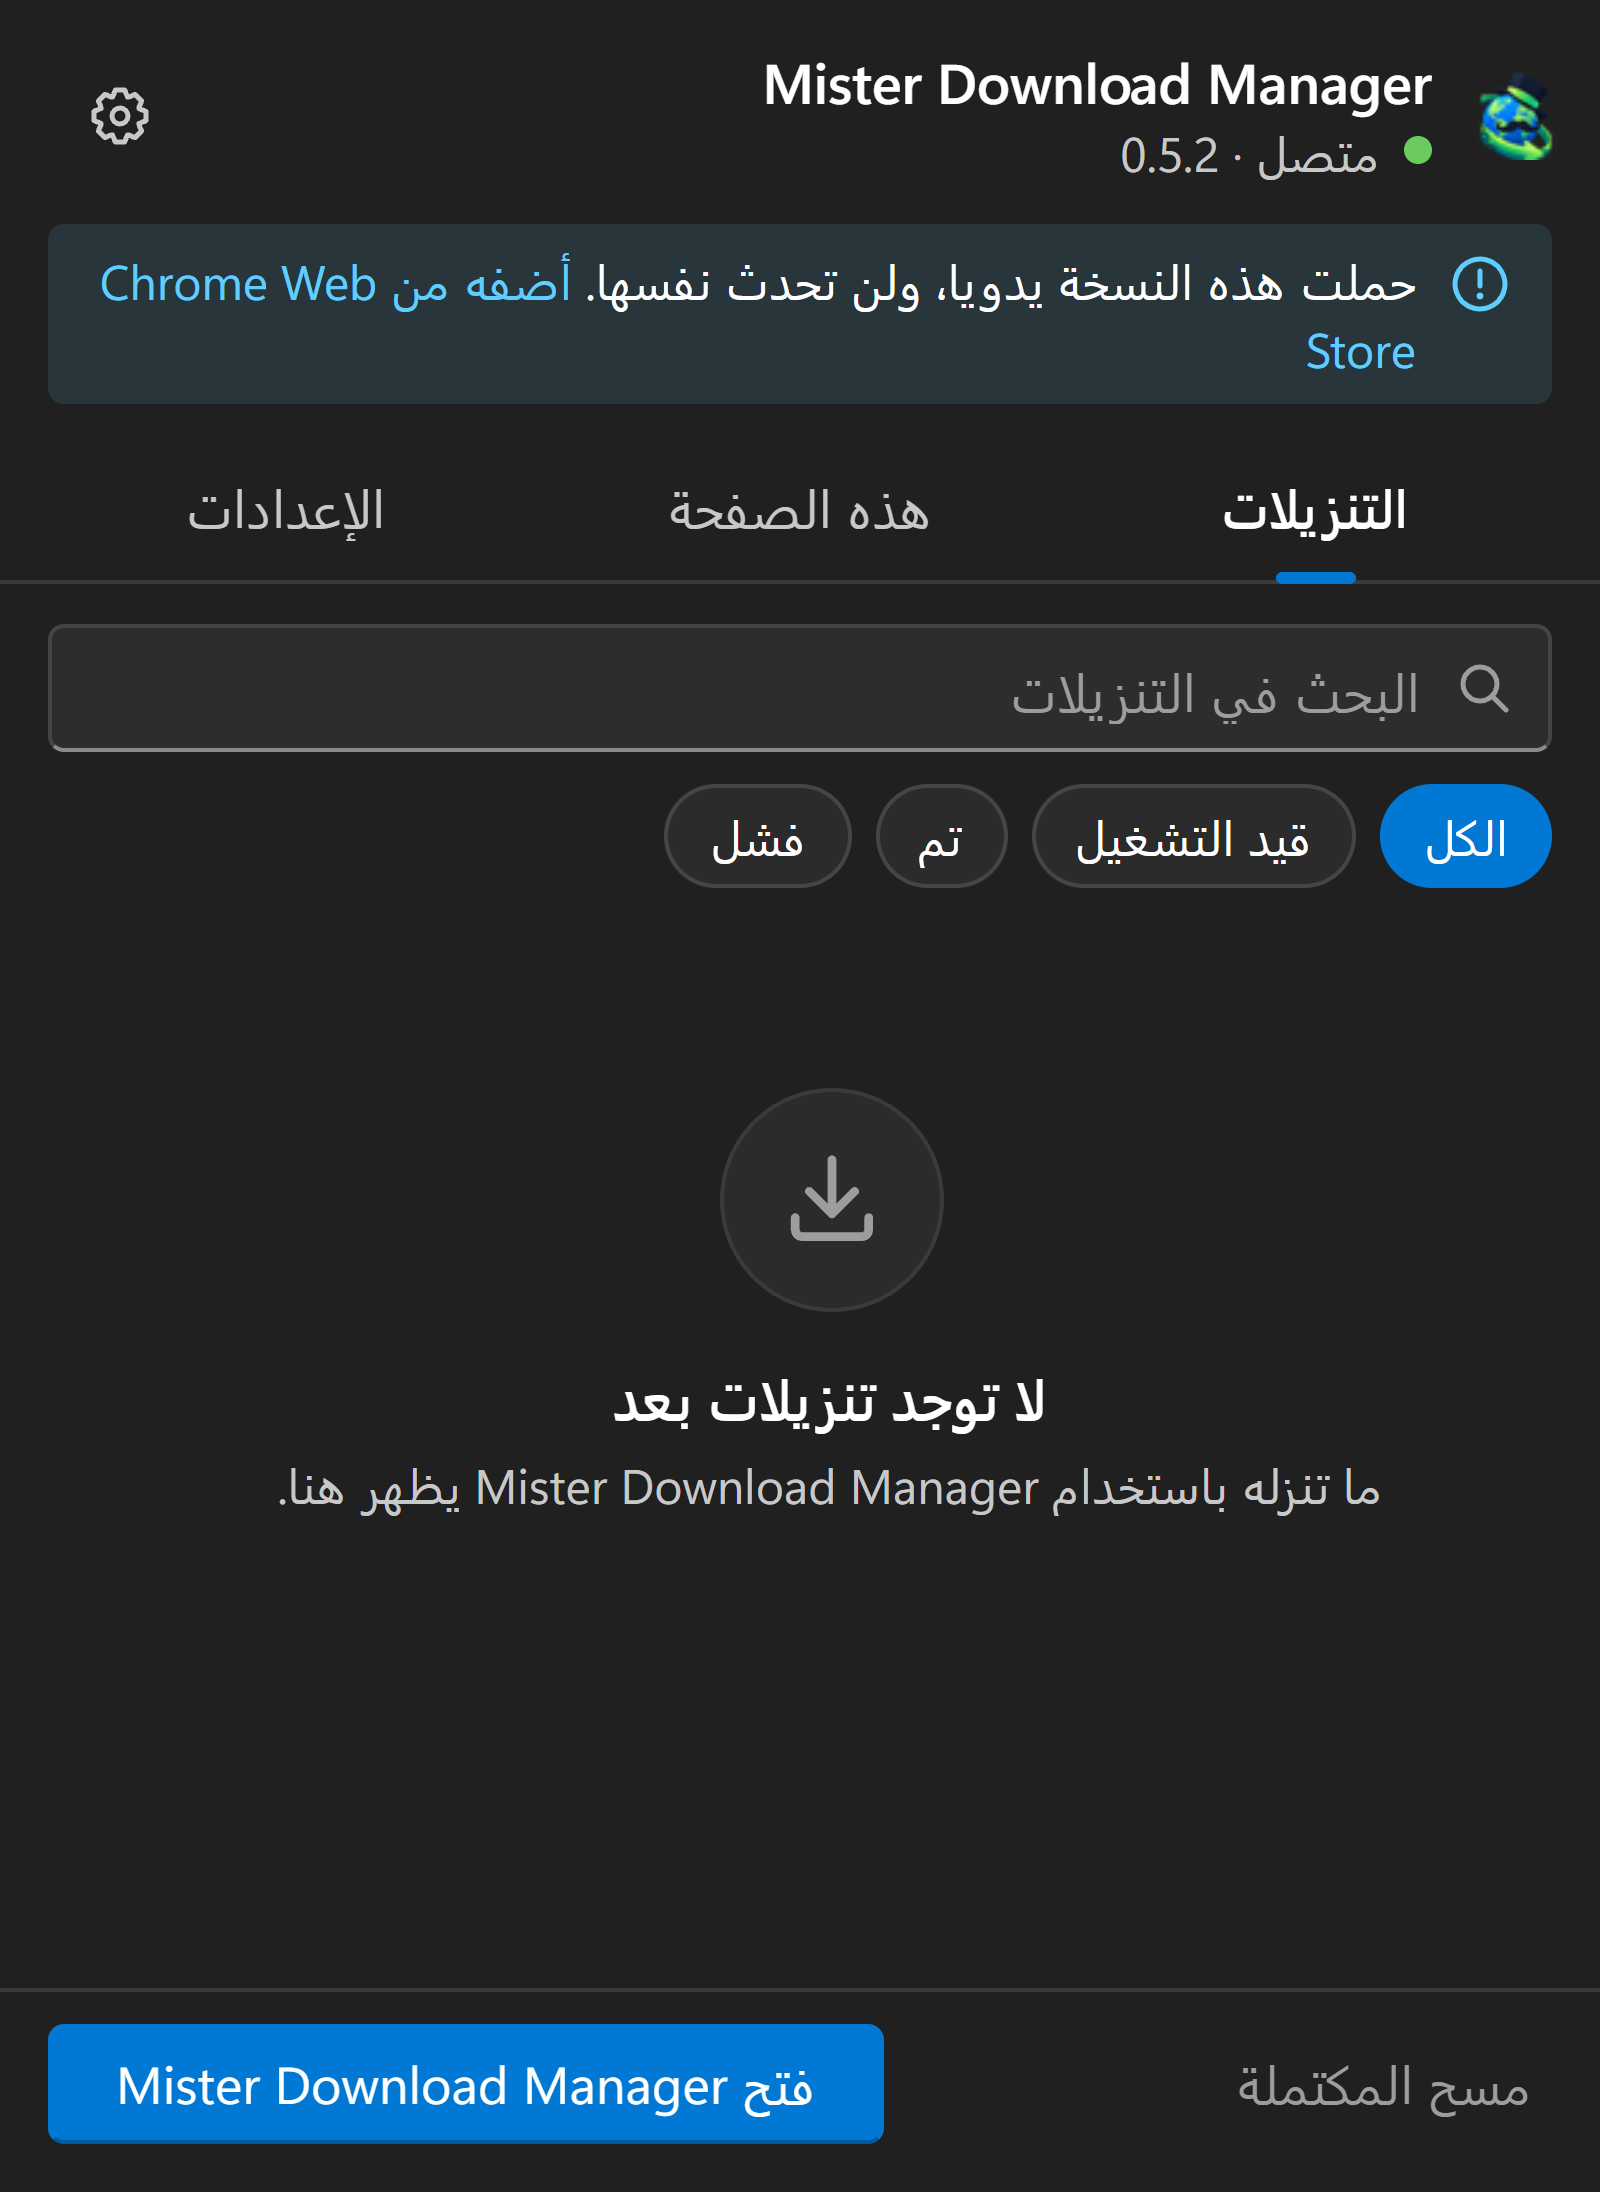 Mister Download Manager
متصل · 0.5.2
حملت هذه النسخة يدويا، ولن تحدث نفسها. أضفه من Chrome Web
Store
التنزيلات
هذه الصفحة
الإعدادات
البحث في التنزيلات
الكل
قيد التشغيل
تم
فشل
لا توجد تنزيلات بعد
ما تنزله باستخدام Mister Download Manager يظهر هنا.
مسح المكتملة
فتح Mister Download Manager